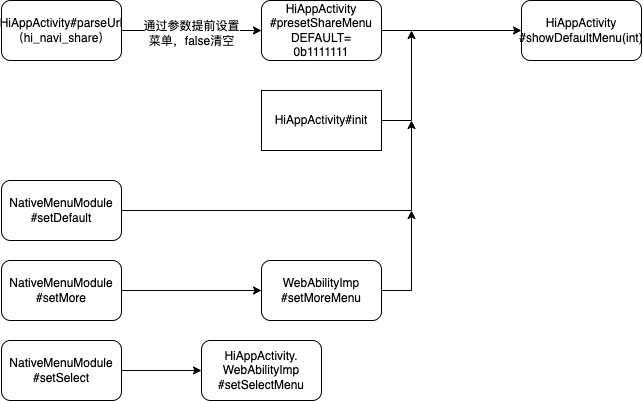 HiAppActivity#parseUrl
(hi_navi_share)
通过参数提前设置
菜单，false清空
HiAppActivity
#presetShareMenu
DEFAULT=
0b1111111
HiAppActivity
#showDefaultMenu(int)
HiAppActivity#init
NativeMenuModule
#setDefault
NativeMenuModule
#setMore
WebAbilityImp
#setMoreMenu
NativeMenuModule
#setSelect
HiAppActivity.
WebAbilityImp
#setSelectMenu